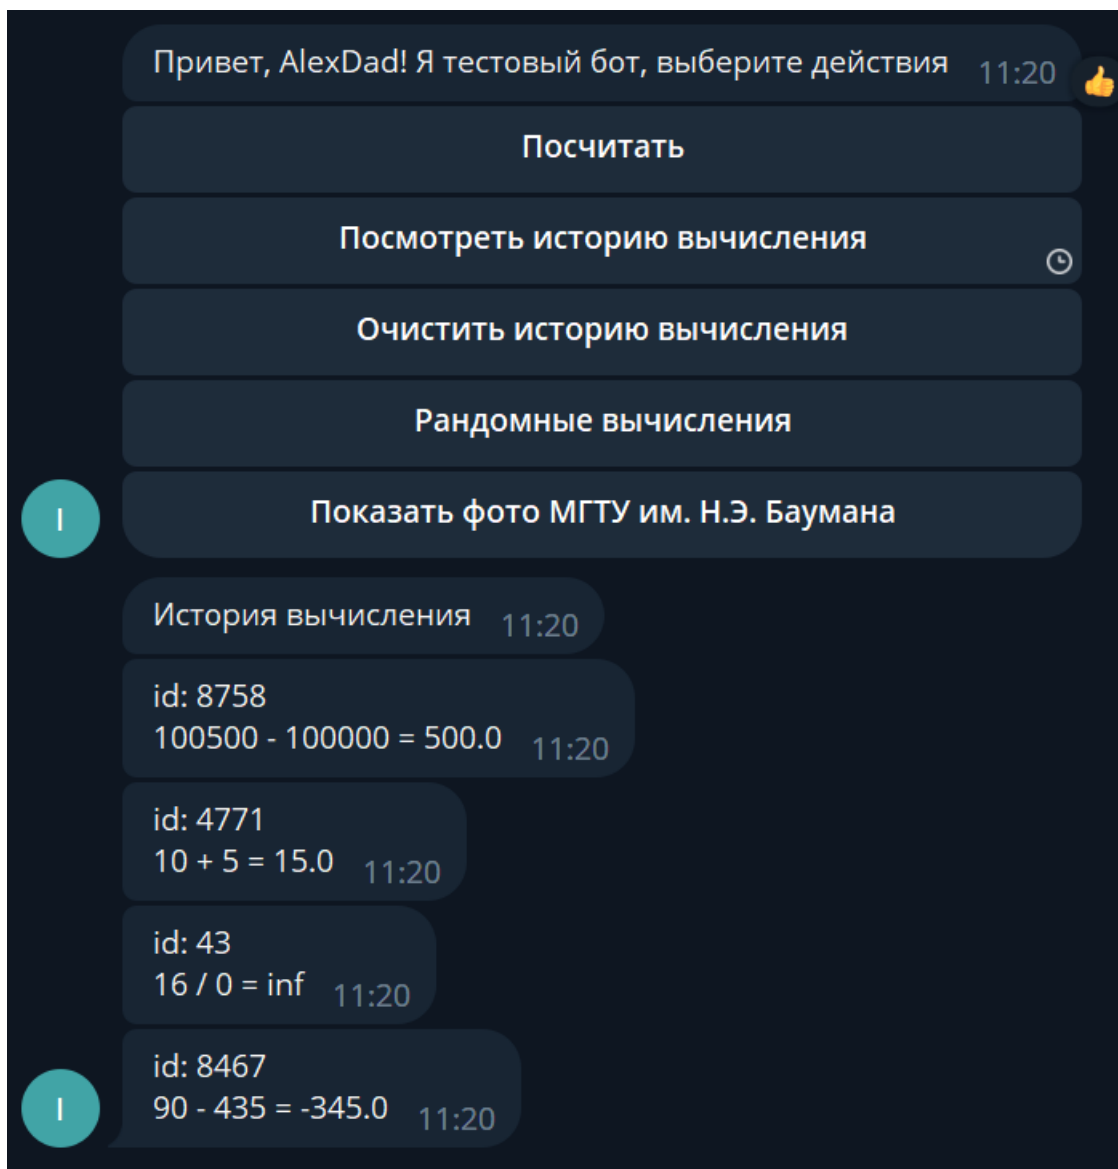 Привет, AlexDad! Я тестовый бот, выберите действия 11:20
Посчитать
Посмотреть историю вычисления
Очистить историю вычисления
Рандомные вычисления
Показать фото МГТУ им. Н.Э. Баумана
I
История вычисления 11:20
id: 8758
100500 - 100000 = 500.0 11:20
id: 4771
10 + 5 = 15.0 11:20
id: 43
16 / 0 = inf 11:20
id: 8467
90 - 435 = -345.0 11:20
I